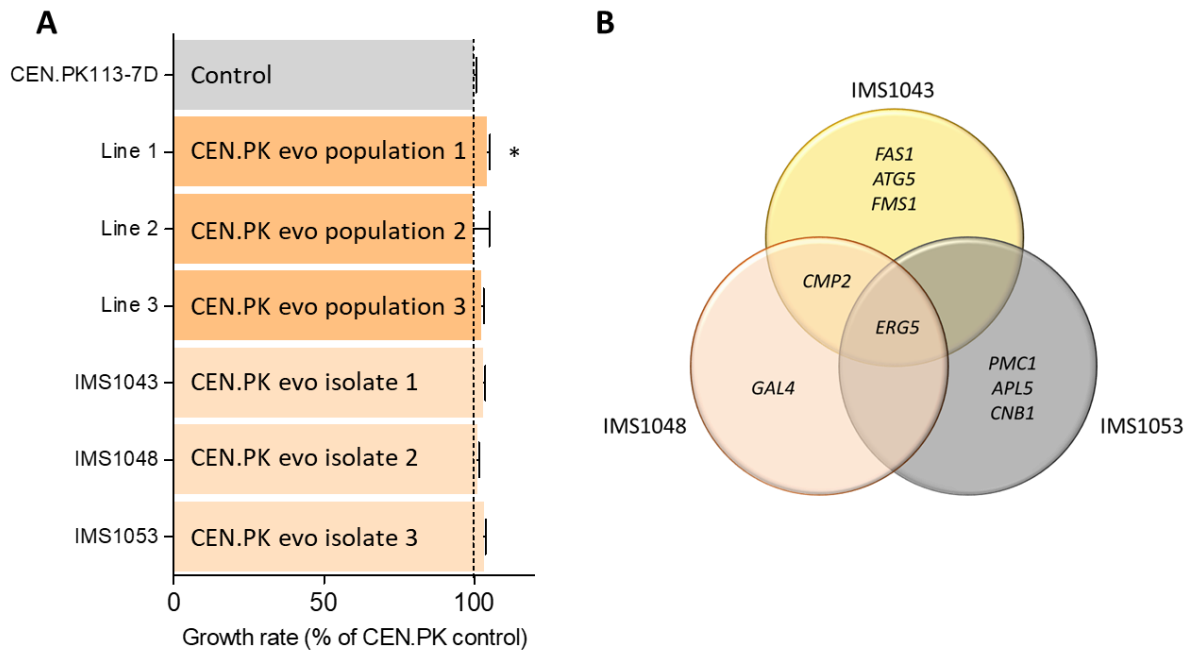 A
CEN.PK113-7D
Control
Line 1
CEN.PK evo population 1
*
Line 2
CEN.PK evo population 2
Line 3
CEN.PK evo population 3
IMS1043
CEN.PK evo isolate 1
IMS1048
CEN.PK evo isolate 2
IMS1053
CEN.PK evo isolate 3
0
50
100
Growth rate (% of CEN.PK control)
B
IMS1043
FAS1
ATG5
FMS1
CMP2
ERG5
GAL4
PMC1
APL5
CNB1
IMS1048
IMS1053